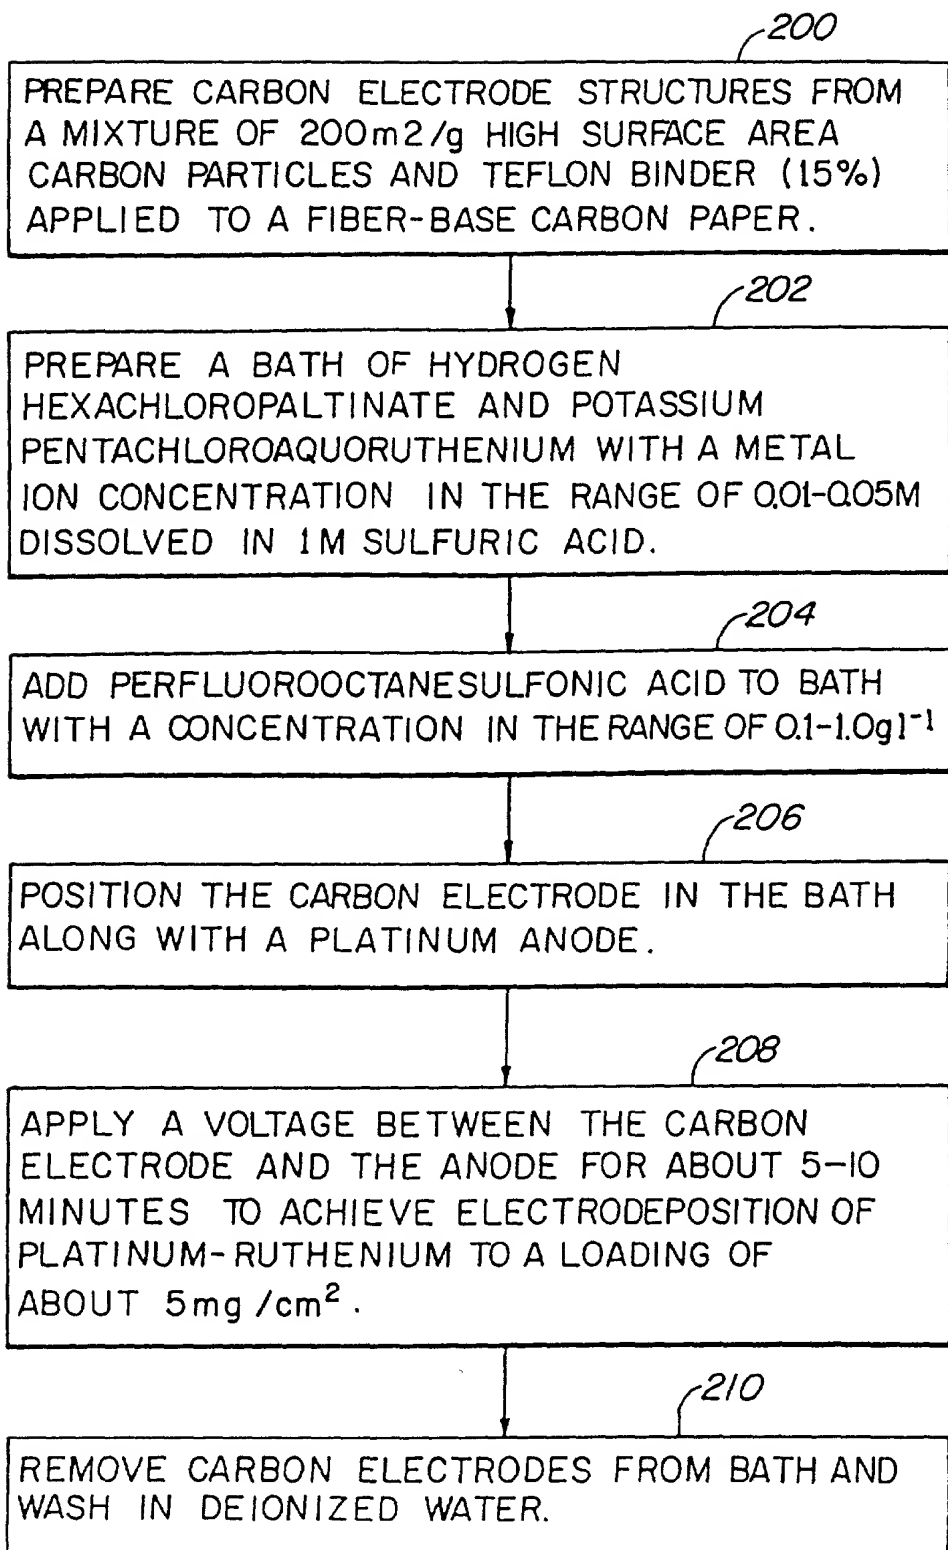 200
PREPARE CARBON ELECTRODE STRUCTURES FROM
A MIXTURE OF 200m2/g HIGH SURFACE AREA
CARBON PARTICLES AND TEFLON BINDER (15%)
APPLIED TO A FIBER-BASE CARBON PAPER.
202
PREPARE A BATH OF HYDROGEN
HEXACHLOROPALTINATE AND POTASSIUM
PENTACHLOROAQUORUTHENIUM WITH A METAL
ION CONCENTRATION IN THE RANGE OF 0.01-0.05M
DISSOLVED IN 1M SULFURIC ACID.
204
ADD PERFLUOROOCTANESULFONIC ACID TO BATH
WITH A CONCENTRATION IN THE RANGE OF 0.1-1.0gl⁻¹
206
POSITION THE CARBON ELECTRODE IN THE BATH
ALONG WITH A PLATINUM ANODE.
208
APPLY A VOLTAGE BETWEEN THE CARBON
ELECTRODE AND THE ANODE FOR ABOUT 5-10
MINUTES TO ACHIEVE ELECTRODEPOSITION OF
PLATINUM-RUTHENIUM TO A LOADING OF
ABOUT 5mg/cm².
210
REMOVE CARBON ELECTRODES FROM BATH AND
WASH IN DEIONIZED WATER.